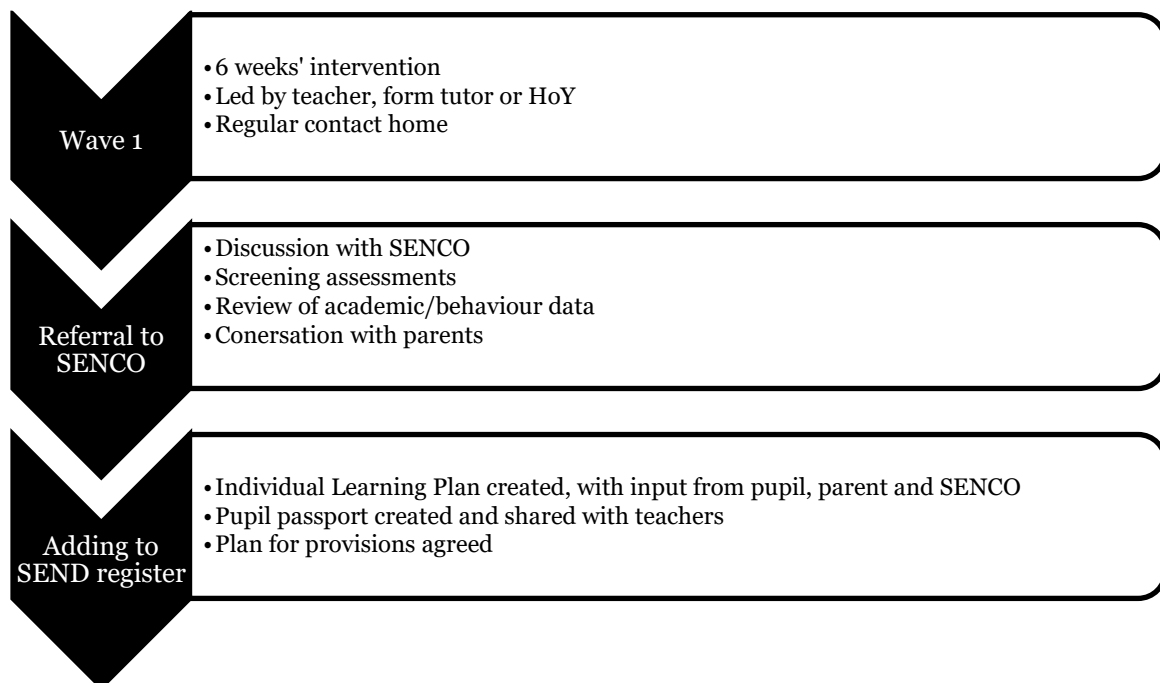 Wave 1
•6 weeks' intervention
•Led by teacher, form tutor or HoY
•Regular contact home
Referral to
SENCO
•Discussion with SENCO
•Screening assessments
•Review of academic/behaviour data
•Conersation with parents
Adding to
SEND register
•Individual Learning Plan created, with input from pupil, parent and SENCO
•Pupil passport created and shared with teachers
•Plan for provisions agreed